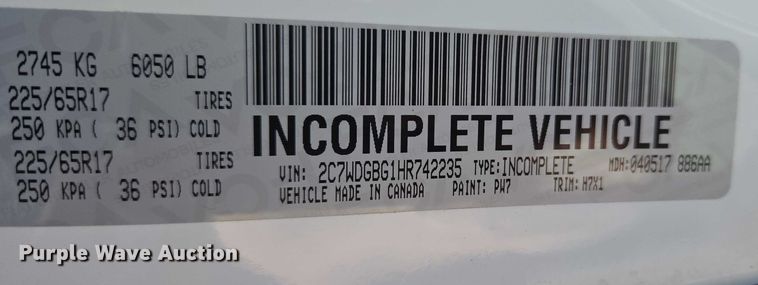 2745 KG 6050 LB
225/65R17 TIRES
250 KPA ( 36 PSI) COLD
225/65R17 TIRES
250 KPA ( 36 PSI) COLD
INCOMPLETE VEHICLE
VIN: 2C7WDGBG1HR742235 TYPE:INCOMPLETE MDH:040517 886AA
VEHICLE MADE IN CANADA PAINT: PW7 TRIM: H7X1
Purple Wave Auction